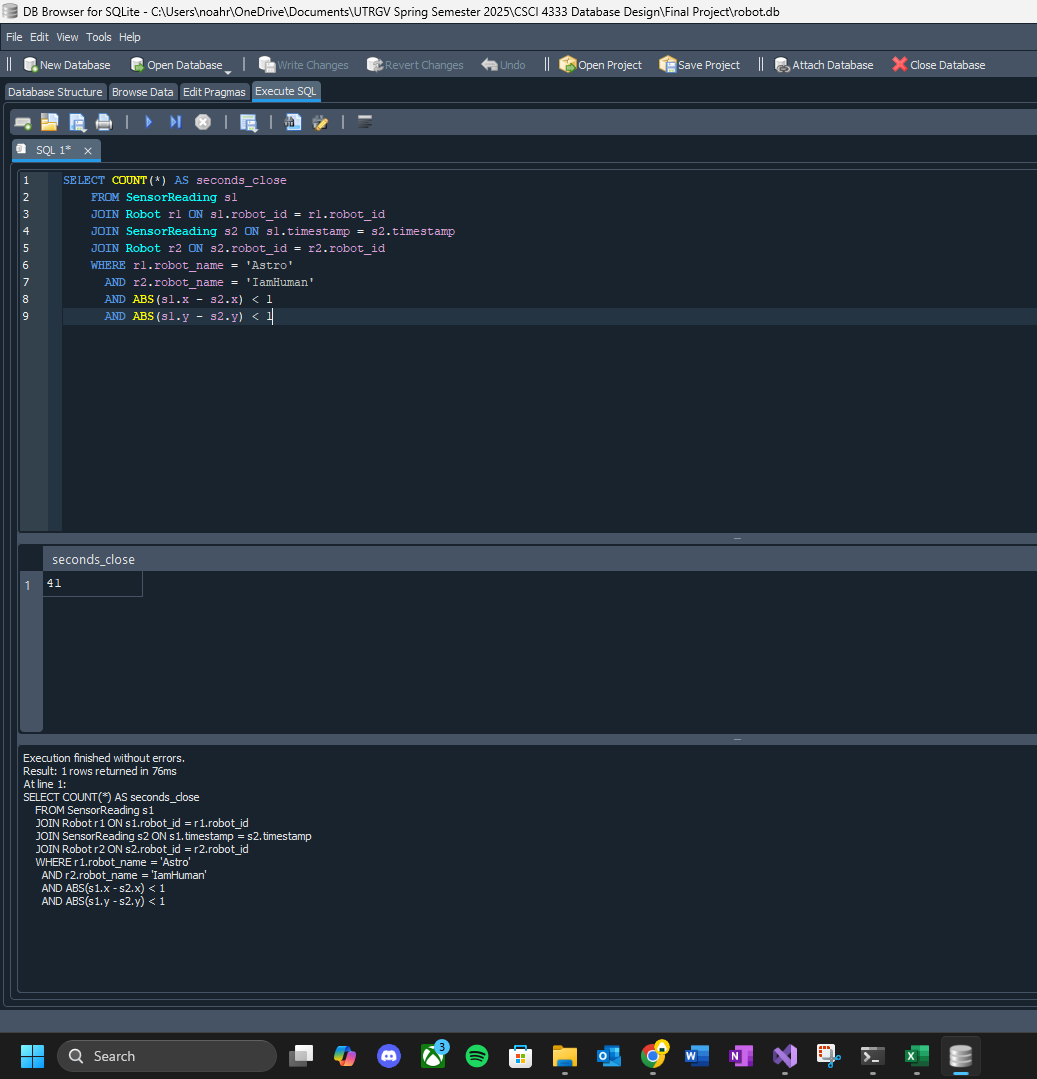 DB Browser for SQLite - C:\Users\noahr\OneDrive\Documents\UTRGV Spring Semester 2025\CSCI 4333 Database Design\Final Project\robot.db
File Edit View Tools Help
New Database Open Database Write Changes Revert Changes Undo Open Project Save Project Attach Database Close Database
Database Structure Browse Data Edit Pragmas Execute SQL
SQL 1*
1 SELECT COUNT(*) AS seconds_close
2 FROM SensorReading s1
3 JOIN Robot r1 ON s1.robot_id = r1.robot_id
4 JOIN SensorReading s2 ON s1.timestamp = s2.timestamp
5 JOIN Robot r2 ON s2.robot_id = r2.robot_id
6 WHERE r1.robot_name = 'Astro'
7 AND r2.robot_name = 'IamHuman'
8 AND ABS(s1.x - s2.x) < 1
9 AND ABS(s1.y - s2.y) < 1
seconds_close
1 41
Execution finished without errors.
Result: 1 rows returned in 76ms
At line 1:
SELECT COUNT(*) AS seconds_close
FROM SensorReading s1
JOIN Robot r1 ON s1.robot_id = r1.robot_id
JOIN SensorReading s2 ON s1.timestamp = s2.timestamp
JOIN Robot r2 ON s2.robot_id = r2.robot_id
WHERE r1.robot_name = 'Astro'
AND r2.robot_name = 'IamHuman'
AND ABS(s1.x - s2.x) < 1
AND ABS(s1.y - s2.y) < 1
Search
3